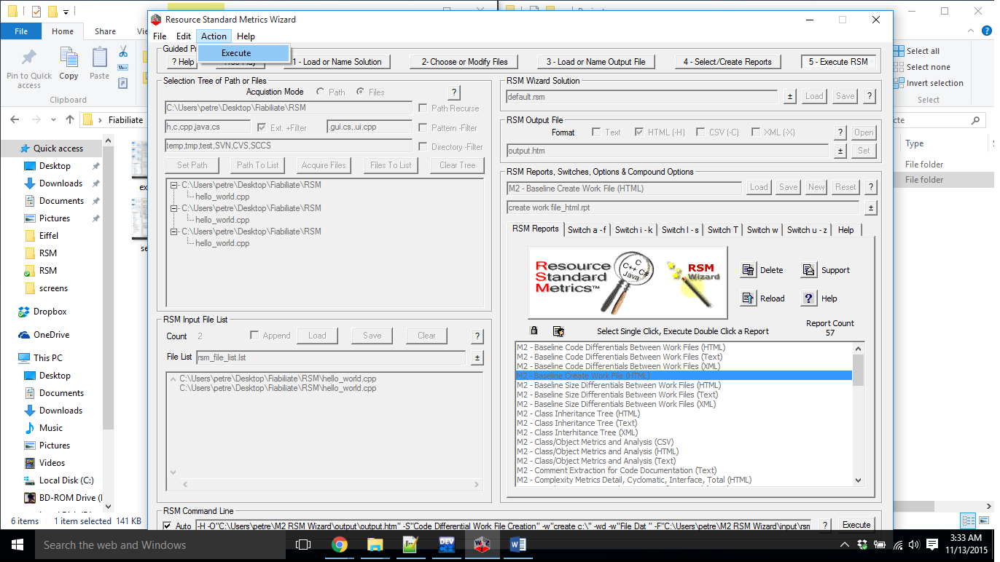 Resource Standard Metrics Wizard
File Edit Action Help
Execute
File Home Share
Pin to Quick access
Copy
Paste
Clipboard
Select all
Select none
Invert selection
Select
Fabiliate
Quick access
Desktop
Downloads
Documents
Pictures
Eiffel
RSM
RSM
screens
Dropbox
OneDrive
This PC
Desktop
Documents
Downloads
Music
Pictures
Videos
Local Disk (C:)
BD-ROM Drive (
6 items 1 item selected 141 KB
? Help
1 - Load or Name Solution
2- Choose or Modify Files
3 - Load or Name Output File
4 - Select/Create Reports
5 - Execute RSM
Selection Tree of Path or Files
Acquistion Mode Path Files ?
C:\Users\petre\Desktop\Fiabiliate\RSM Path Recurse
h,c,cpp,java,cs Ext. +Filter .gui.cs,.ui.cpp Pattern -Filter
temp,tmp,test,SVN,CVS,SCCS Directory -Filter
Set Path Path To List Acquire Files Files To List Clear Tree
C:\Users\petre\Desktop\Fiabiliate\RSM
hello_world.cpp
C:\Users\petre\Desktop\Fiabiliate\RSM
hello_world.cpp
C:\Users\petre\Desktop\Fiabiliate\RSM
hello_world.cpp
RSM Input File List
Count 2 Append Load Save Clear ?
File List rsm_file_list.lst ±
C:\Users\petre\Desktop\Fiabiliate\RSM\hello_world.cpp
C:\Users\petre\Desktop\Fiabiliate\RSM\hello_world.cpp
RSM Wizard Solution
default.rsm ± Load Save ?
RSM Output File
Format Text HTML (-H) CSV (-C) XML (-X) ? Open
output.htm ± Set
RSM Reports, Switches, Options & Compound Options
M2 - Baseline Create Work File (HTML) Load Save New Reset ?
create work file_html.rpt ±
RSM Reports Switch a - f Switch i - k Switch l - s Switch T Switch w Switch u - z Help
Resource Standard Metrics™
C C++ C# Java
RSM Wizard
Delete Support
Reload Help
Select Single Click, Execute Double Click a Report
Report Count
57
M2 - Baseline Code Differentials Between Work Files (HTML)
M2 - Baseline Code Differentials Between Work Files (Text)
M2 - Baseline Code Differentials Between Work Files (XML)
M2 - Baseline Create Work File (HTML)
M2 - Baseline Size Differentials Between Work Files (HTML)
M2 - Baseline Size Differentials Between Work Files (Text)
M2 - Baseline Size Differentials Between Work Files (XML)
M2 - Class Inheritance Tree (HTML)
M2 - Class Inheritance Tree (Text)
M2 - Class Interhitance Tree (XML)
M2 - Class/Object Metrics and Analysis (CSV)
M2 - Class/Object Metrics and Analysis (HTML)
M2 - Class/Object Metrics and Analysis (Text)
M2 - Comment Extraction for Code Documentation (Text)
M2 - Complexity Metrics Detail, Cyclomatic, Interface, Total (HTML)
RSM Command Line
Auto -H -O"C:\Users\petre\M2 RSM Wizard\output\output.htm" -S"Code Differential Work File Creation" -w"create c:\" -wd -w"File Dat " -F"C:\Users\petre\M2 RSM Wizard\input\rsm ? Execute
Type
File folder
File folder
Search the web and Windows
3:33 AM
11/13/2015